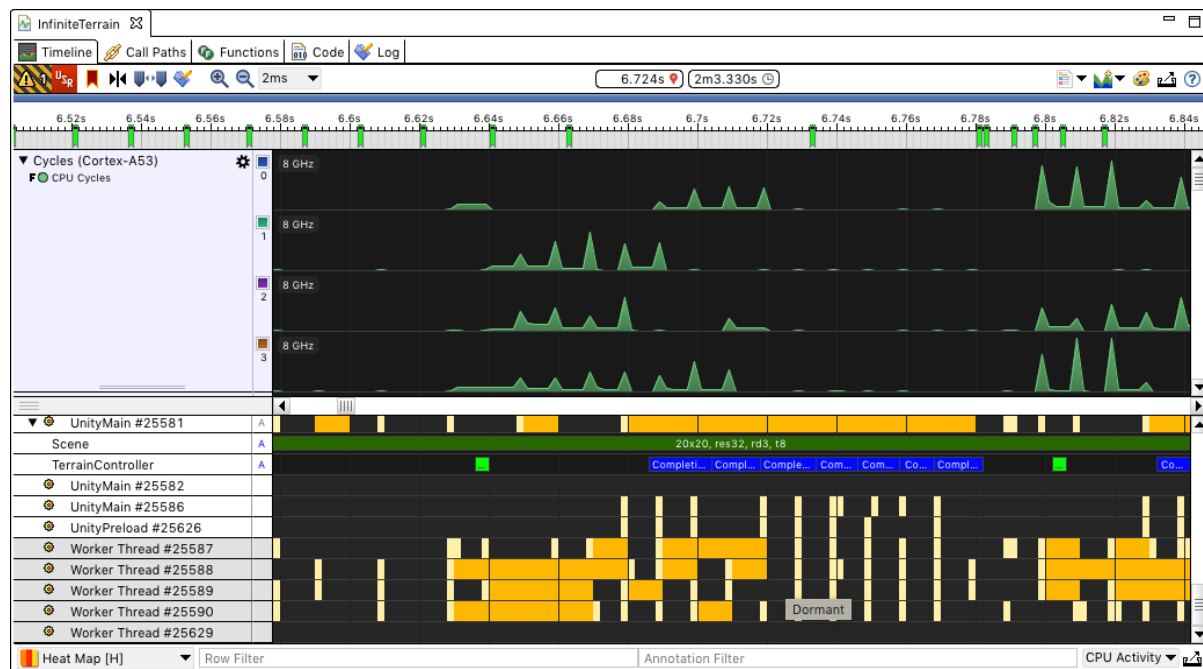 InfiniteTerrain
Timeline Call Paths Functions Code Log
1 USR 2ms 6.724s 2m3.330s
6.52s 6.54s 6.56s 6.58s 6.6s 6.62s 6.64s 6.66s 6.68s 6.7s 6.72s 6.74s 6.76s 6.78s 6.8s 6.82s 6.84s
Cycles (Cortex-A53) 0 8 GHz
F CPU Cycles
1 8 GHz
2 8 GHz
3 8 GHz
UnityMain #25581 A
Scene A 20x20, res32, rd3, t8
TerrainController A ... Completi... Compl... Comple... Com... Com... Co... Compl... ... Co...
UnityMain #25582
UnityMain #25586
UnityPreload #25626
Worker Thread #25587
Worker Thread #25588
Worker Thread #25589
Worker Thread #25590 Dormant
Worker Thread #25629
Heat Map [H] Row Filter Annotation Filter CPU Activity